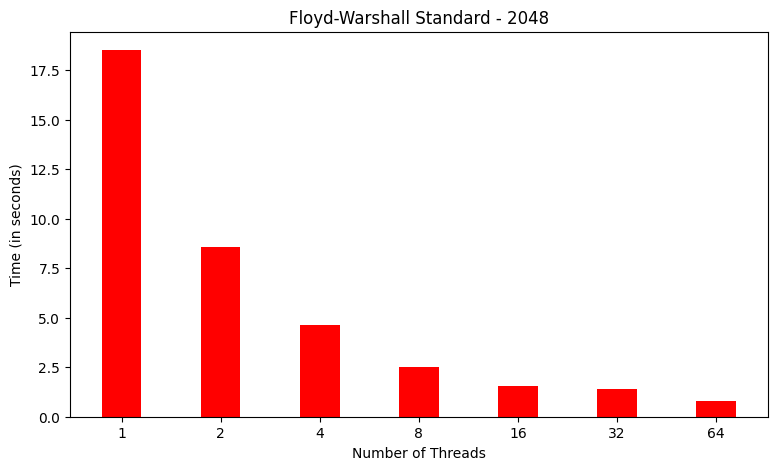 Floyd-Warshall Standard - 2048
Time (in seconds)
17.5
15.0
12.5
10.0
7.5
5.0
2.5
0.0
1 2 4 8 16 32 64
Number of Threads